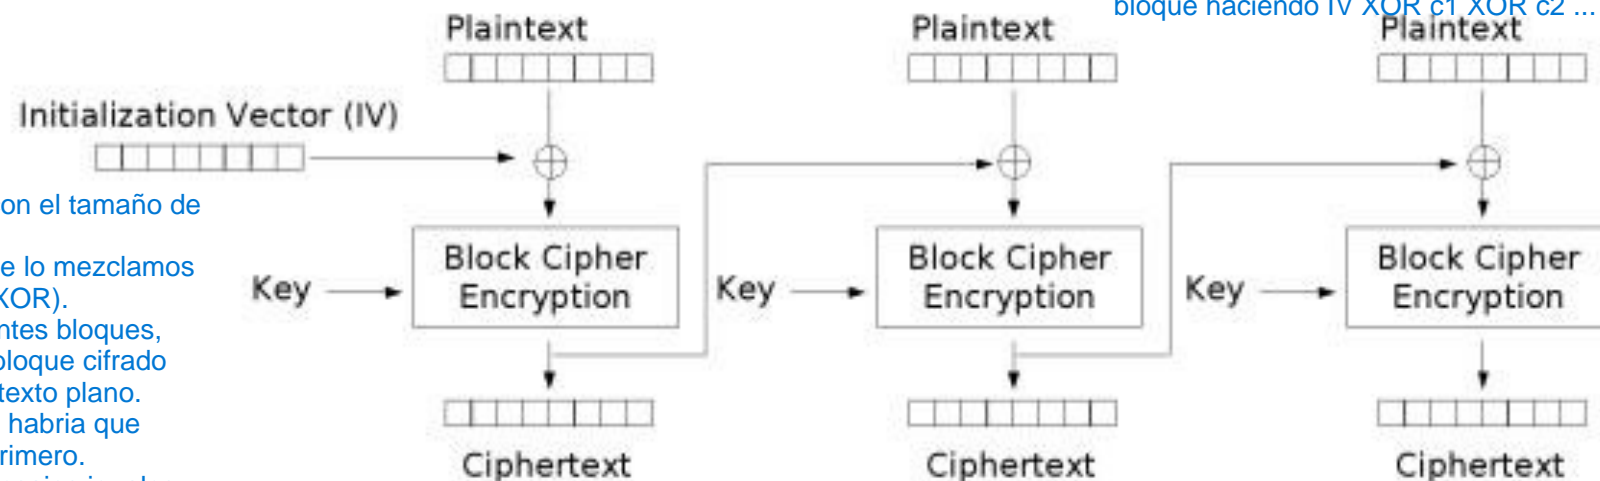 bloque haciendo IV XOR c1 XOR c2 ...
Plaintext
Plaintext
Plaintext
Initialization Vector (IV)
on el tamaño de
e lo mezclamos
XOR).
ntes bloques,
bloque cifrado
texto plano.
habria que
rimero.
Key
Block Cipher
Encryption
Key
Block Cipher
Encryption
Key
Block Cipher
Encryption
Ciphertext
Ciphertext
Ciphertext